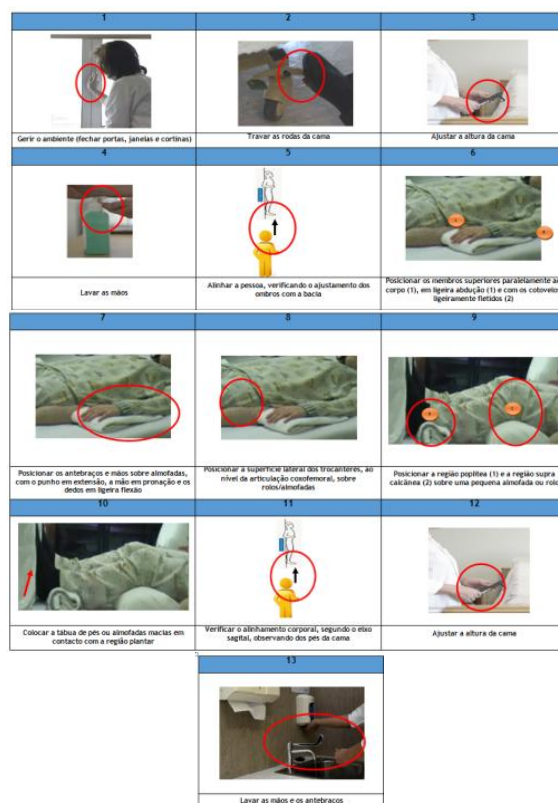 1
2
3
Gerir o ambiente (fechar portas, janelas e cortinas)
Travar as rodas da cama
Ajustar a altura da cama
4
5
6
Lavar as mãos
Alinhar a pessoa, verificando o ajustamento dos
ombros com a bacia
Posicionar os membros superiores paralelamente ao
corpo (1), em ligeira abdução (1) e com os cotovelos
ligeiramente fletidos (2)
7
8
9
Posicionar os antebraços e mãos sobre almofadas,
com o punho em extensão, a mão em pronação e os
dedos em ligeira flexão
Posicionar a superfície lateral dos trocanteres, ao
nível da articulação coxofemoral, sobre
rolos/almofadas
Posicionar a região poplítea (1) e a região supra
calcânea (2) sobre uma pequena almofada ou rolo
10
11
12
Colocar a tábua de pés ou almofadas macias em
contacto com a região plantar
Verificar o alinhamento corporal, segundo o eixo
sagital, observando dos pés da cama
Ajustar a altura da cama
13
Lavar as mãos e os antebraços